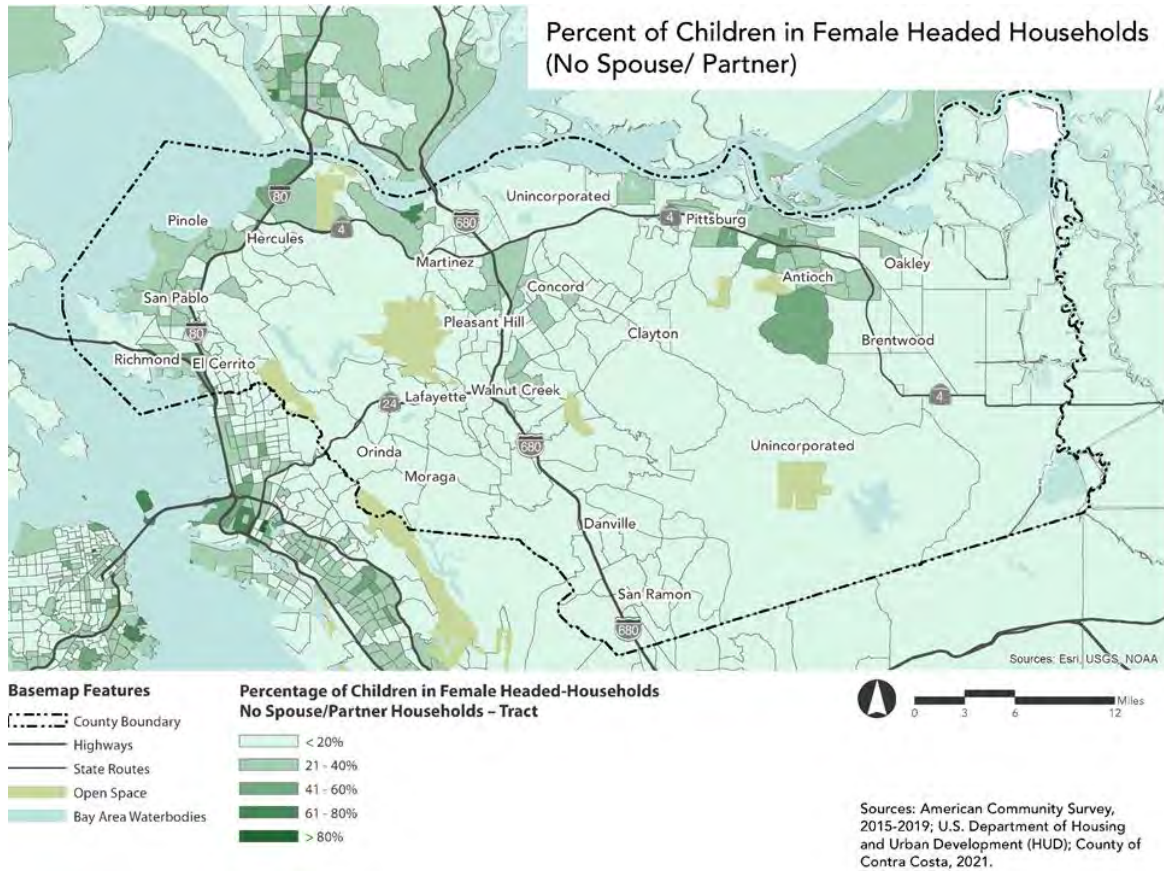 Percent of Children in Female Headed Households
(No Spouse/ Partner)
Unincorporated
80
Pinole
680
4
Pittsburg
4
Hercules
Martinez
Oakley
Antioch
Concord
San Pablo
Pleasant Hill
80
Clayton
Brentwood
Richmond
El Cerrito
Lafayette
Walnut Creek
24
4
680
Unincorporated
Orinda
Moraga
Danville
San Ramon
680
Sources: Esri, USGS, NOAA
Basemap Features
County Boundary
Highways
State Routes
Open Space
Bay Area Waterbodies
Percentage of Children in Female Headed-Households
No Spouse/Partner Households – Tract
< 20%
21 - 40%
41 - 60%
61 - 80%
> 80%
Miles
0 3 6 12
Sources: American Community Survey,
2015-2019; U.S. Department of Housing
and Urban Development (HUD); County of
Contra Costa, 2021.